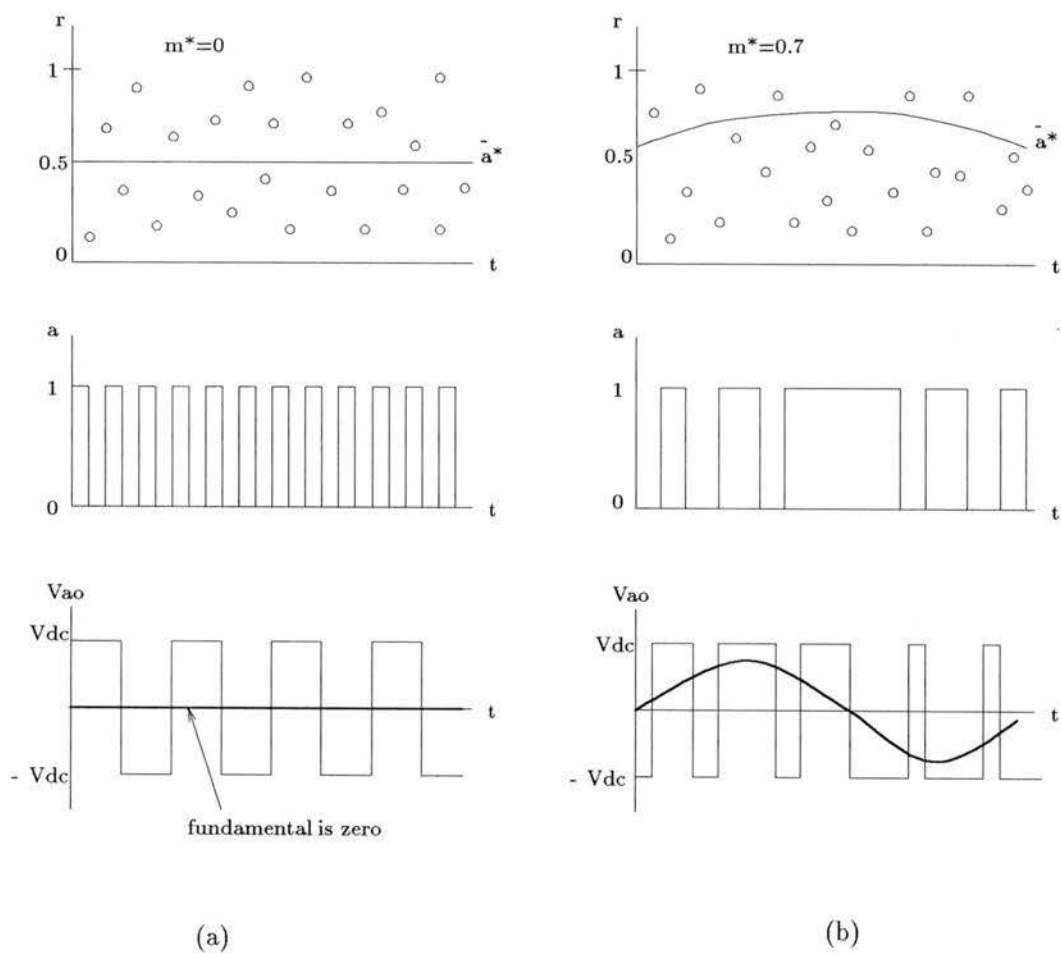 r
m*=0
1
0.5
ā*
0
t
a
1
0
t
Vao
Vdc
t
- Vdc
fundamental is zero
(a)
r
m*=0.7
1
0.5
ā*
0
t
a
1
0
t
Vao
Vdc
t
- Vdc
(b)